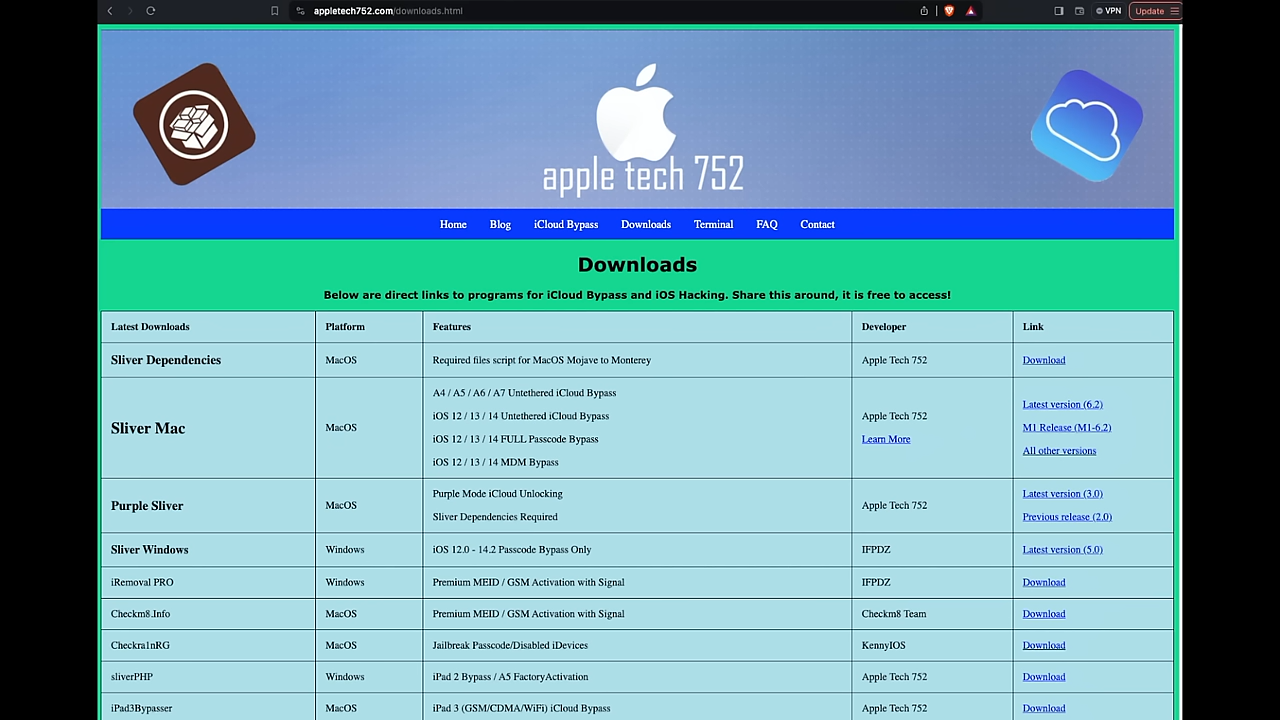 appletech752.com/downloads.html
VPN
Update
apple tech 752
Home Blog iCloud Bypass Downloads Terminal FAQ Contact
Downloads
Below are direct links to programs for iCloud Bypass and iOS Hacking. Share this around, it is free to access!
Latest Downloads Platform Features Developer Link
Sliver Dependencies MacOS Required files script for MacOS Mojave to Monterey Apple Tech 752 Download
A4 / A5 / A6 / A7 Untethered iCloud Bypass
Latest version (6.2)
iOS 12 / 13 / 14 Untethered iCloud Bypass Apple Tech 752
Sliver Mac MacOS M1 Release (M1-6.2)
iOS 12 / 13 / 14 FULL Passcode Bypass Learn More
All other versions
iOS 12 / 13 / 14 MDM Bypass
Purple Mode iCloud Unlocking Latest version (3.0)
Purple Sliver MacOS Apple Tech 752
Sliver Dependencies Required Previous release (2.0)
Sliver Windows Windows iOS 12.0 - 14.2 Passcode Bypass Only IFPDZ Latest version (5.0)
iRemoval PRO Windows Premium MEID / GSM Activation with Signal IFPDZ Download
Checkm8.Info MacOS Premium MEID / GSM Activation with Signal Checkm8 Team Download
Checkra1nRG MacOS Jailbreak Passcode/Disabled iDevices KennyIOS Download
sliverPHP Windows iPad 2 Bypass / A5 FactoryActivation Apple Tech 752 Download
iPad3Bypasser MacOS iPad 3 (GSM/CDMA/WiFi) iCloud Bypass Apple Tech 752 Download